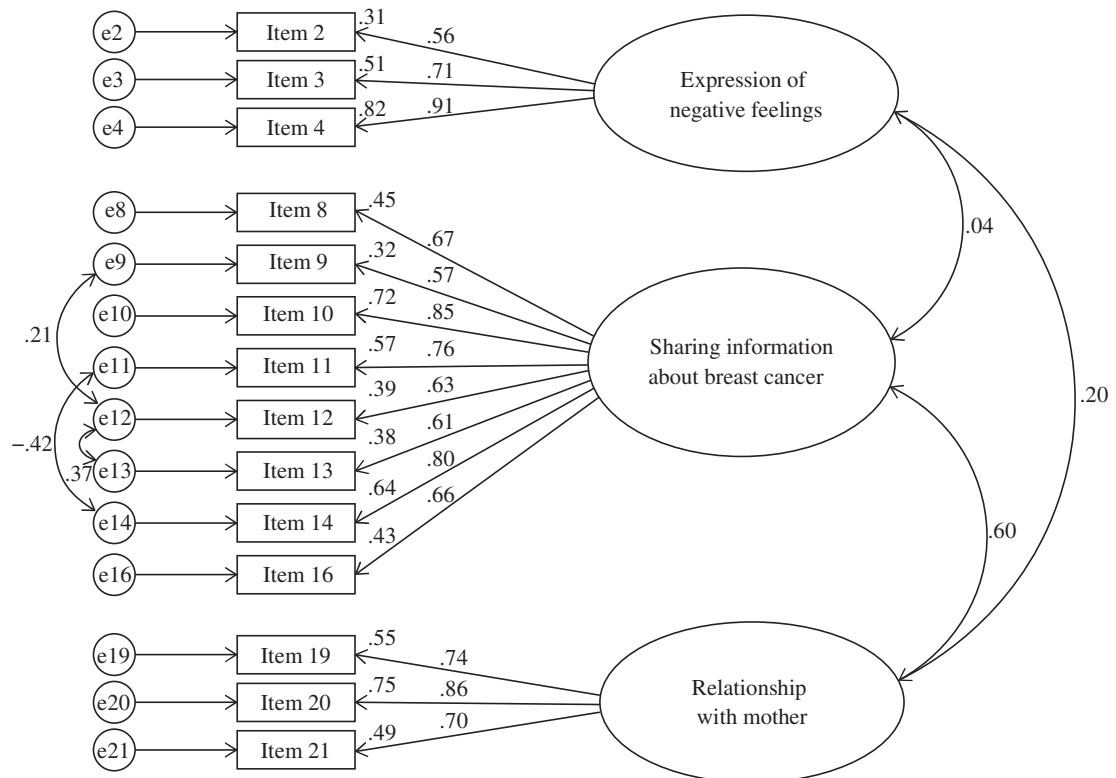 e2 Item 2 .31 .56
e3 Item 3 .51 .71
e4 Item 4 .82 .91
Expression of
negative feelings
e8 Item 8 .45 .67
e9 Item 9 .32 .57
e10 Item 10 .72 .85
e11 Item 11 .57 .76
e12 Item 12 .39 .63
e13 Item 13 .38 .61
e14 Item 14 .64 .80
e16 Item 16 .43 .66
.21
−.42
.37
Sharing information
about breast cancer
.04
.20
.60
e19 Item 19 .55 .74
e20 Item 20 .75 .86
e21 Item 21 .49 .70
Relationship
with mother